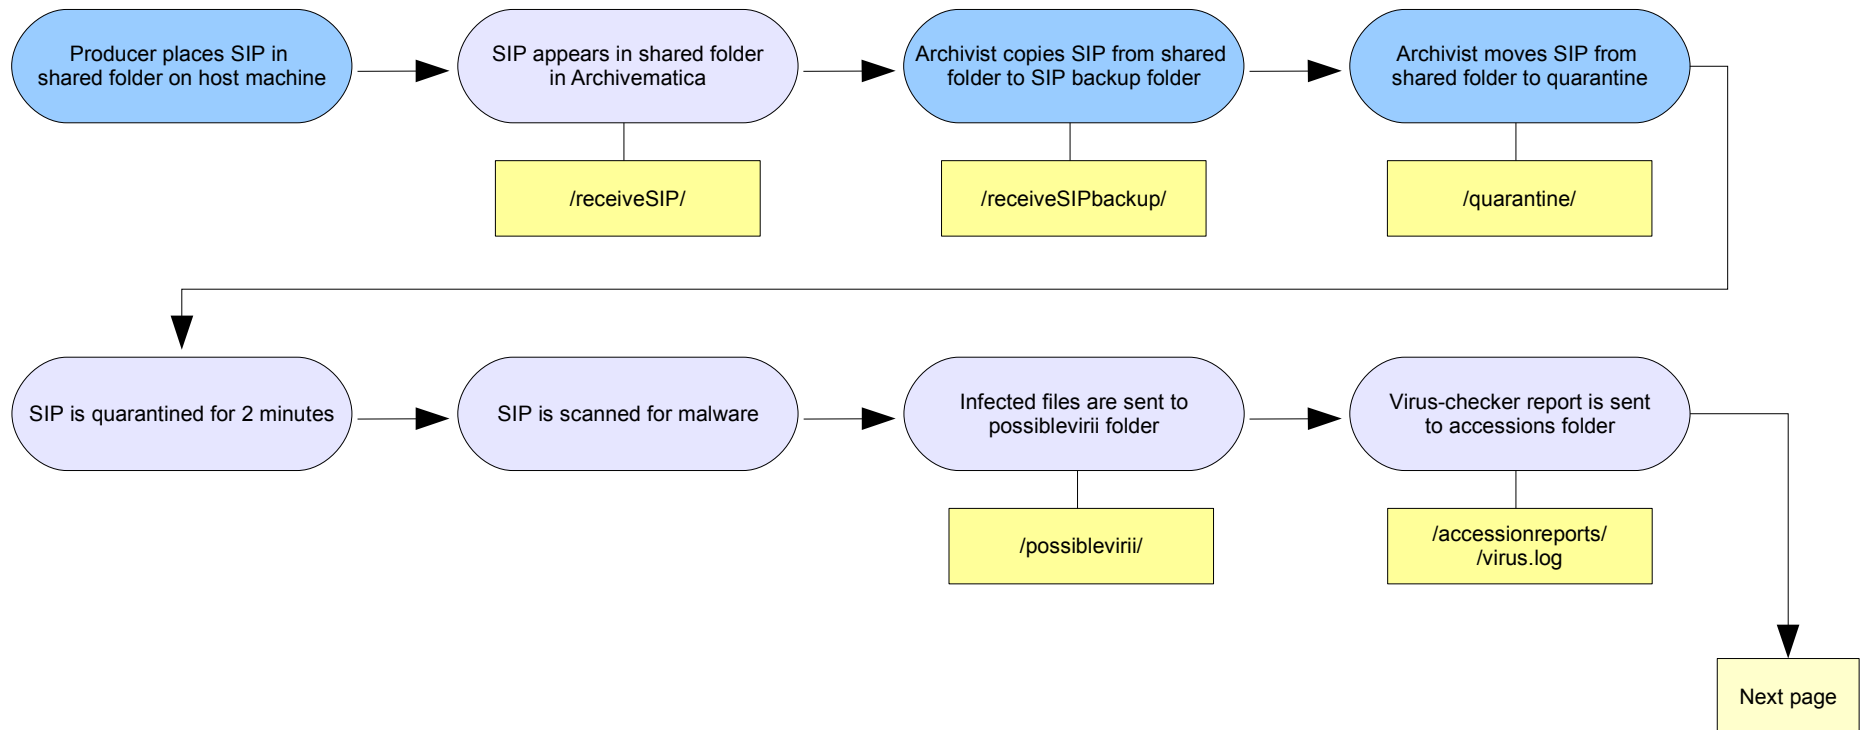 Producer places SIP in
shared folder on host machine
SIP appears in shared folder
in Archivematica
Archivist copies SIP from shared
folder to SIP backup folder
Archivist moves SIP from
shared folder to quarantine
/receiveSIP/
/receiveSIPbackup/
/quarantine/
SIP is quarantined for 2 minutes
SIP is scanned for malware
Infected files are sent to
possiblevirii folder
Virus-checker report is sent
to accessions folder
/possiblevirii/
/accessionreports/
/virus.log
Next page